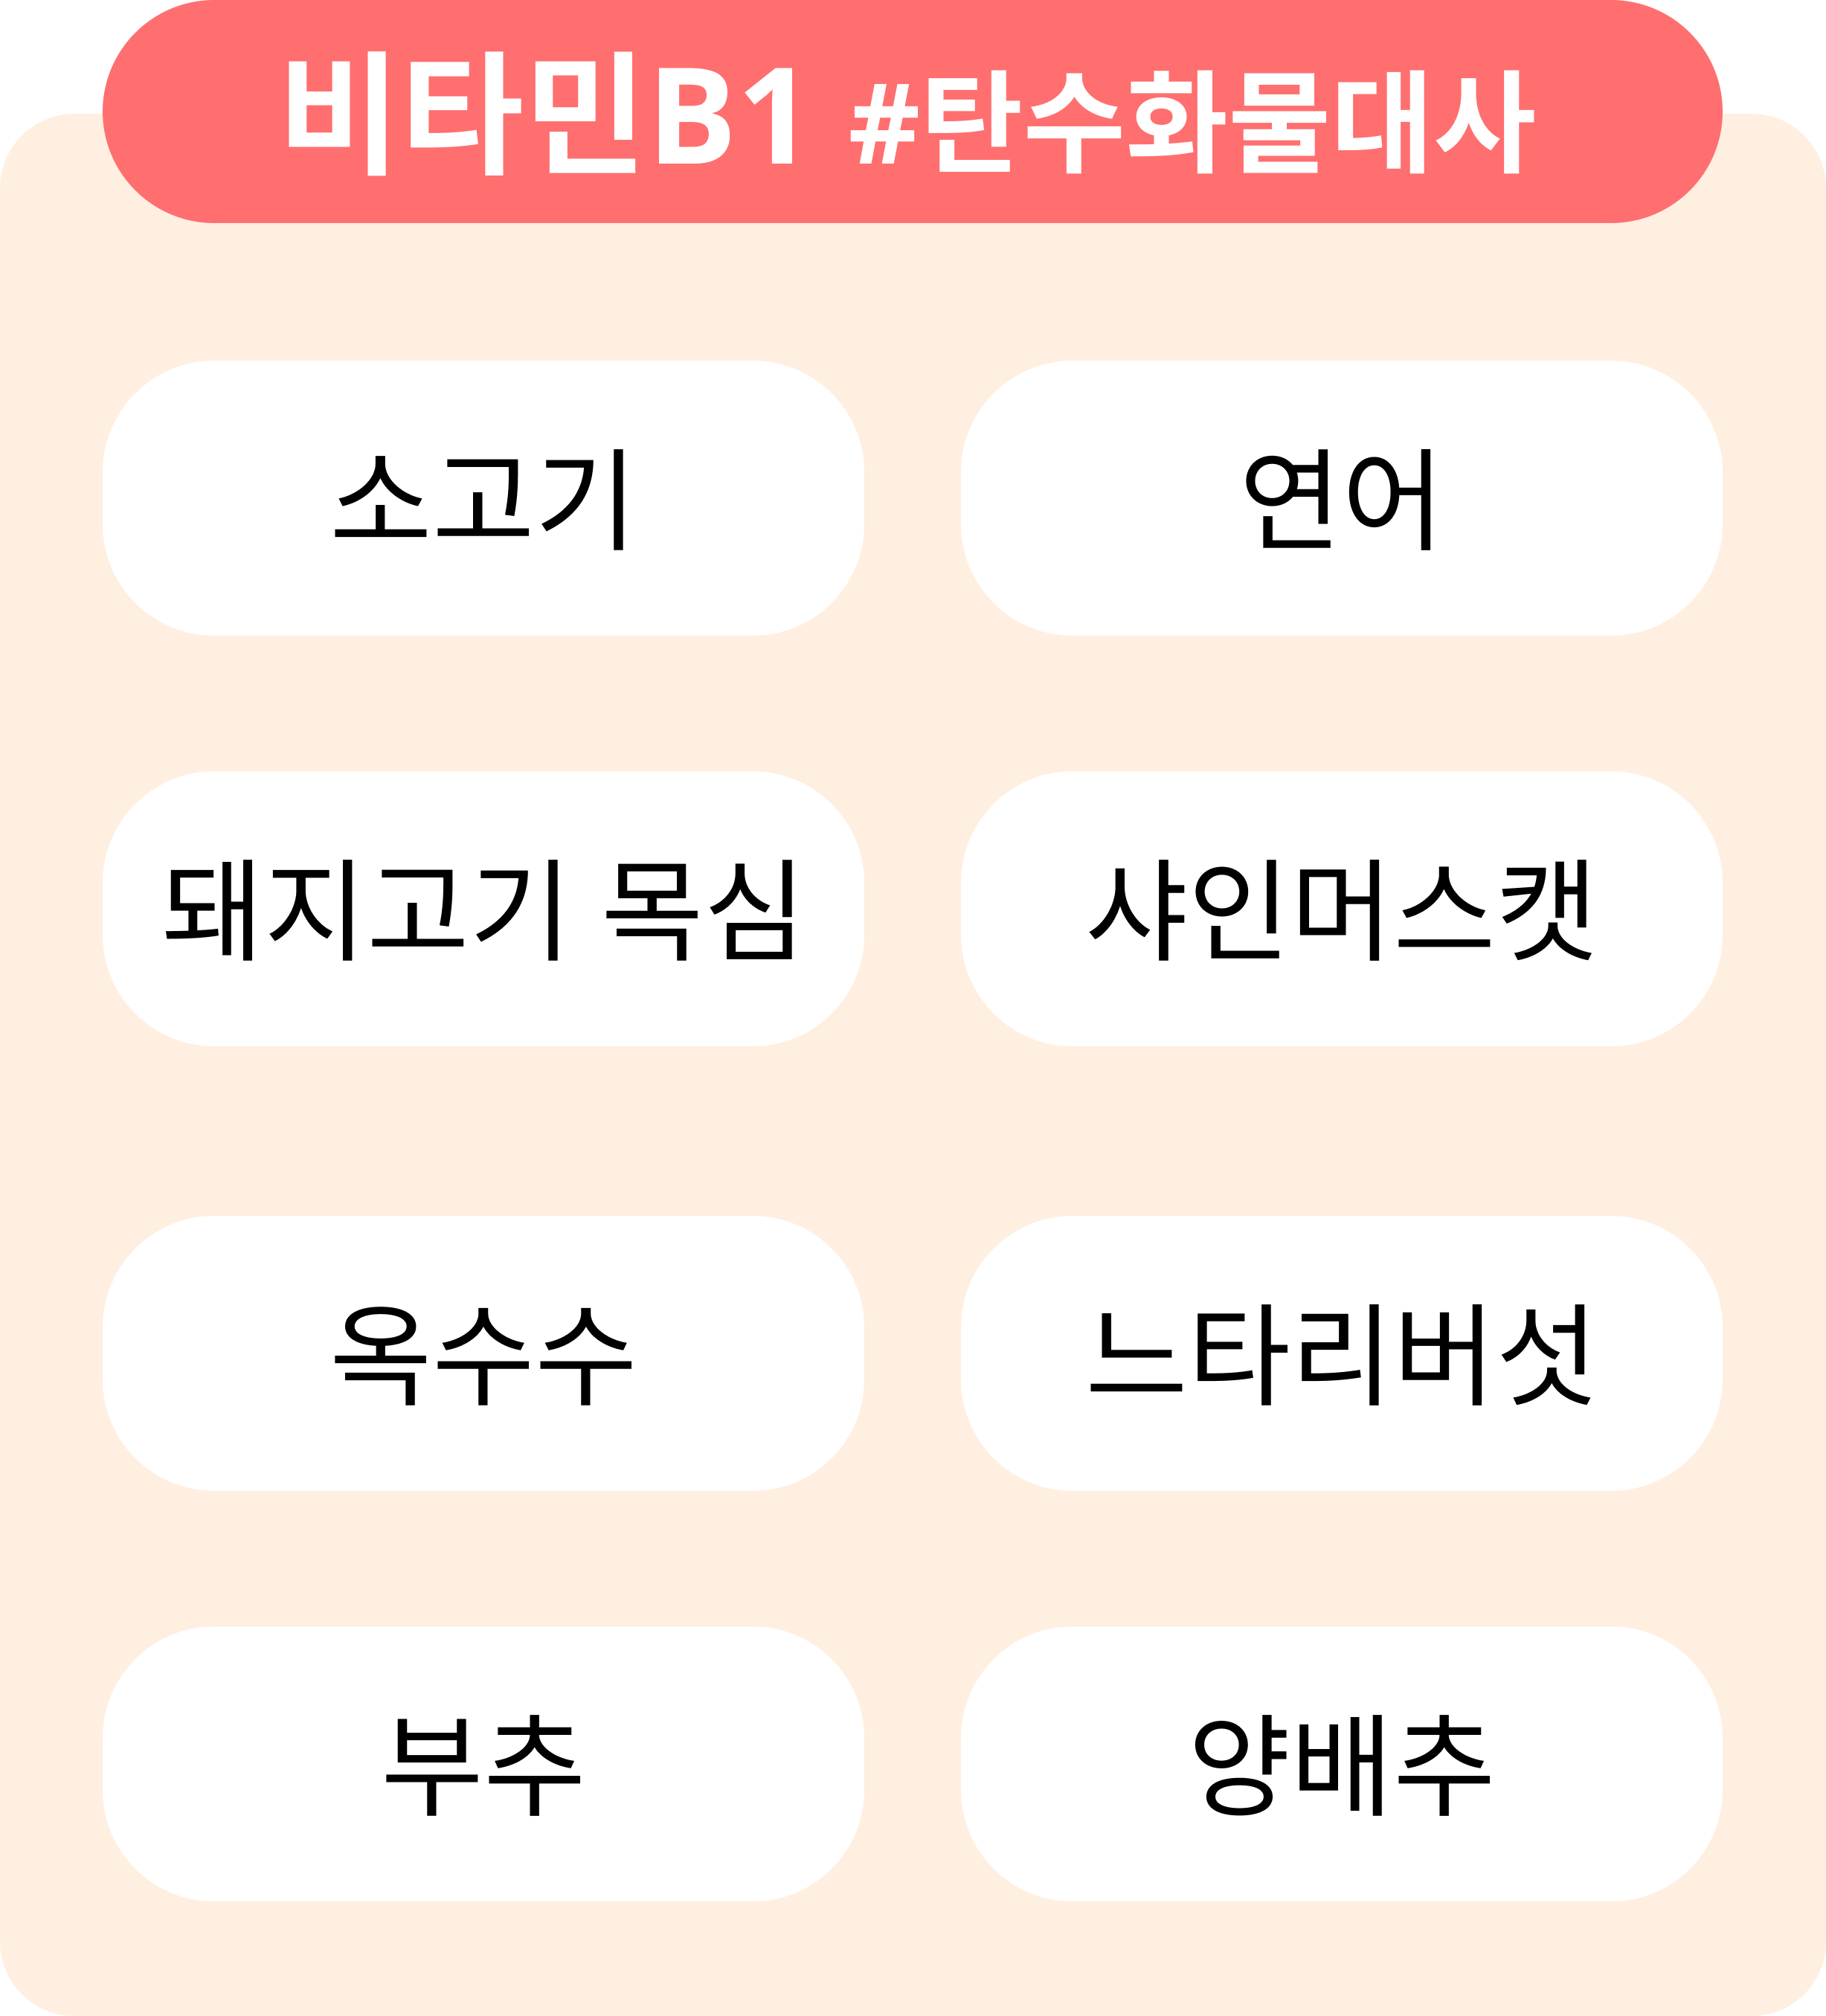 비타민B1 #탄수화물대사
소고기
연어
돼지고기 목심
샤인머스캣
옥수수
느타리버섯
부추
양배추